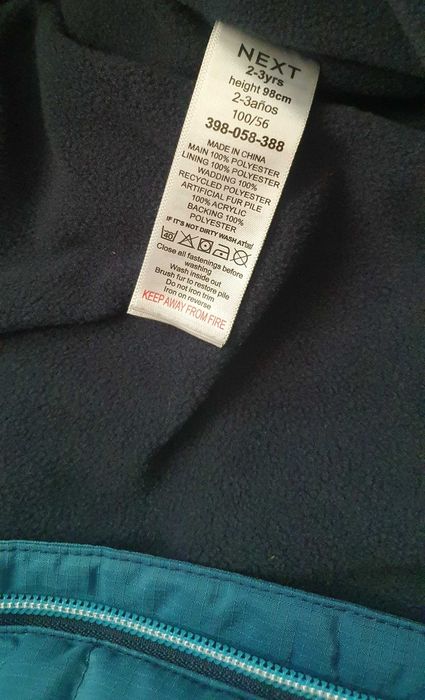 NEXT
2-3yrs
height 98cm
2-3años
100/56
398-058-388
MADE IN CHINA
MAIN 100% POLYESTER
LINING 100% POLYESTER
WADDING 100%
RECYCLED POLYESTER
ARTIFICIAL FUR PILE
100% ACRYLIC
BACKING 100%
POLYESTER
IF IT'S NOT DIRTY WASH AT
40
Close all fastenings before
washing
Wash inside out
Brush fur to restore pile
Do not iron trim
Iron on reverse
KEEP AWAY FROM FIRE